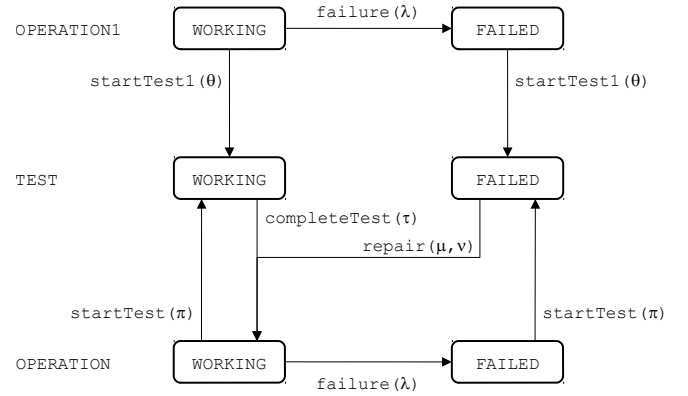 failure(λ)
OPERATION1 WORKING FAILED
startTest1(θ) startTest1(θ)
TEST WORKING FAILED
completeTest(τ)
repair(μ,ν)
startTest(π) startTest(π)
OPERATION WORKING FAILED
failure(λ)